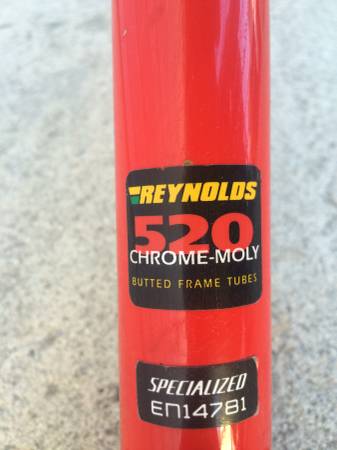 REYNOLDS
520
CHROME-MOLY
BUTTED FRAME TUBES
SPECIALIZED
EN14781